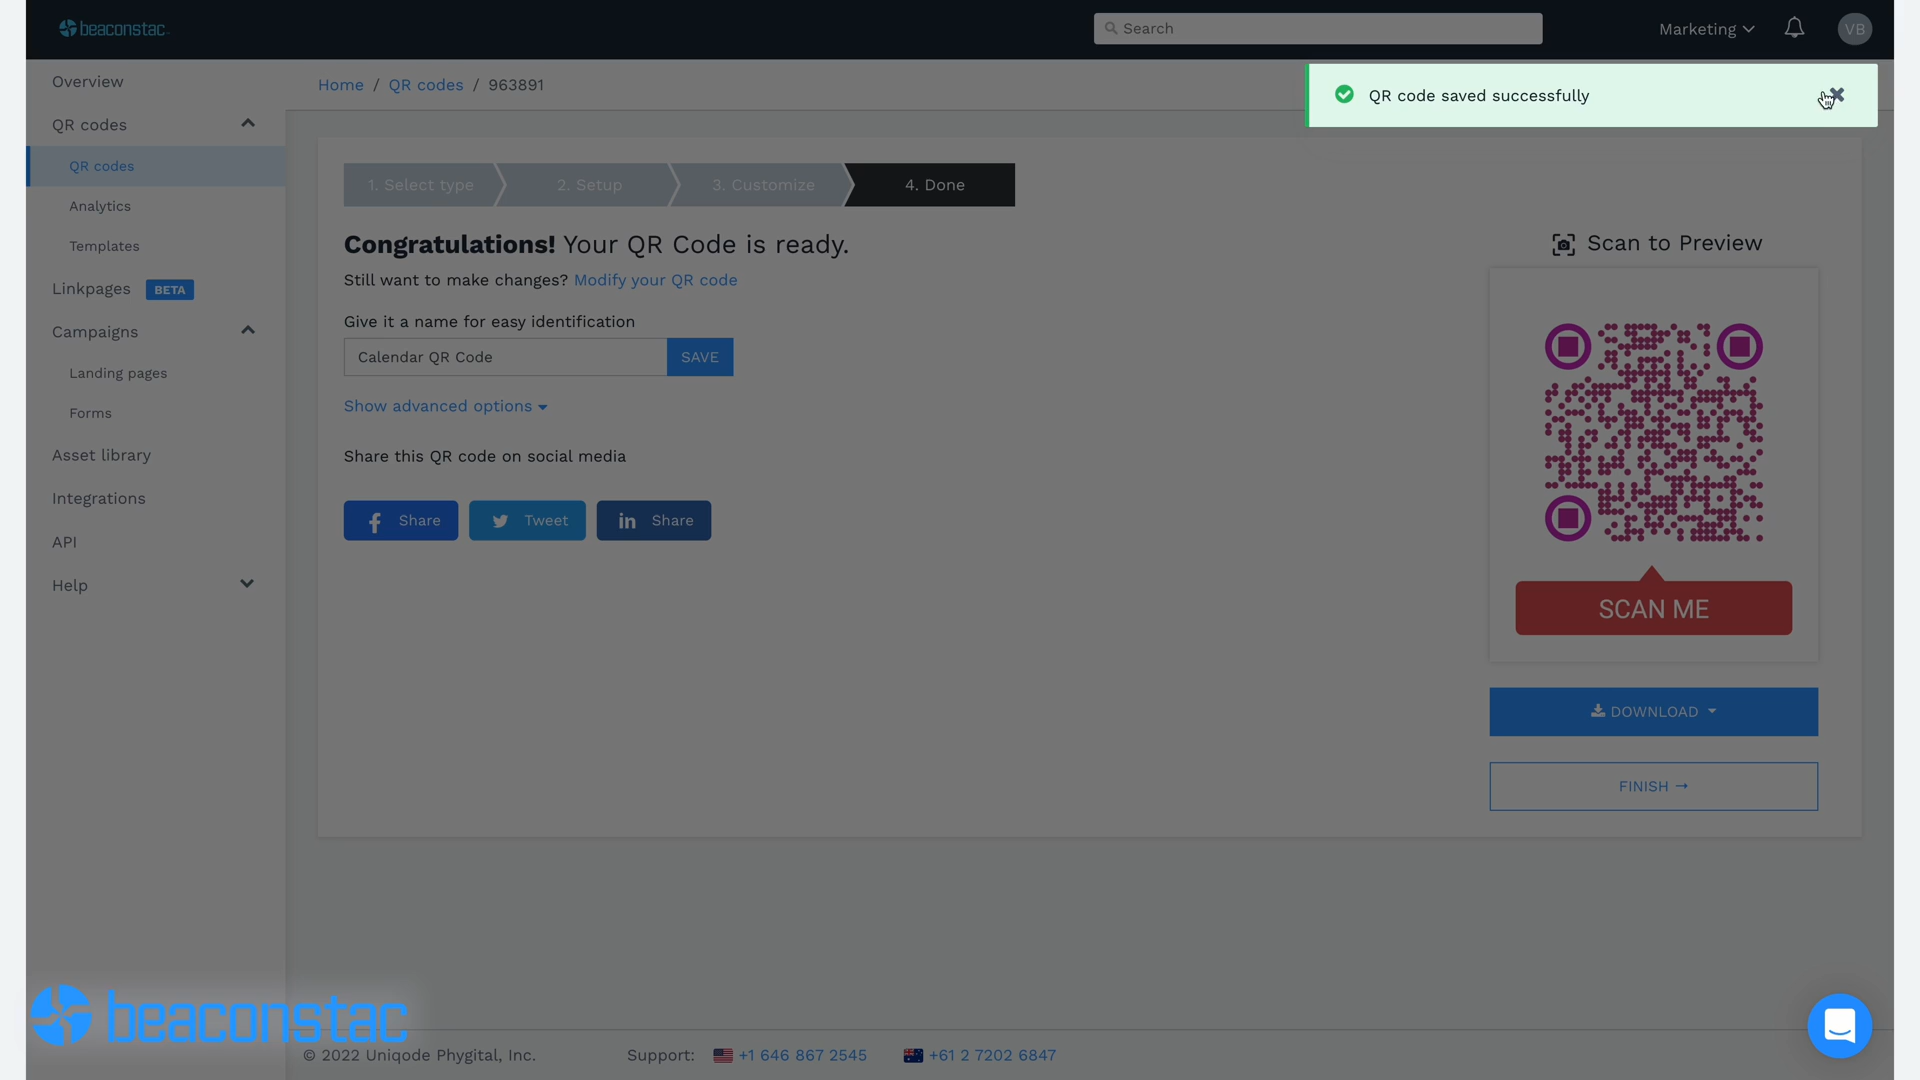 beaconstac
Search
Marketing
VB
Overview
Home / QR codes / 963891
QR code saved successfully
QR codes
QR codes
Analytics
Templates
Linkpages BETA
Campaigns
Landing pages
Forms
Asset library
Integrations
API
Help
1. Select type 2. Setup 3. Customize 4. Done
Congratulations! Your QR Code is ready.
Still want to make changes? Modify your QR code
Give it a name for easy identification
Calendar QR Code SAVE
Show advanced options
Share this QR code on social media
Share Tweet in Share
Scan to Preview
SCAN ME
DOWNLOAD
FINISH →
beaconstac
© 2022 Uniqode Phygital, Inc. Support: +1 646 867 2545 +61 2 7202 6847